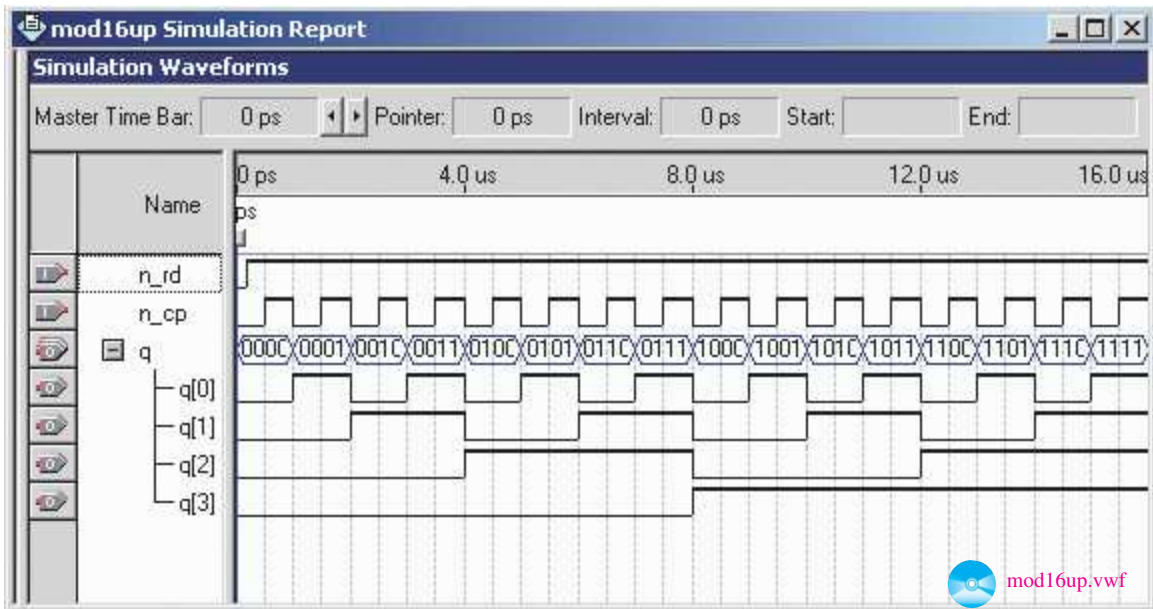 mod16up Simulation Report
Simulation Waveforms
Master Time Bar: 0 ps Pointer: 0 ps Interval: 0 ps Start: End:
Name
0 ps 4.0 us 8.0 us 12.0 us 16.0 us
ps
n_rd
n_cp
q 0000 0001 0010 0011 0100 0101 0110 0111 1000 1001 1010 1011 1100 1101 1110 1111
q[0]
q[1]
q[2]
q[3]
mod16up.vwf